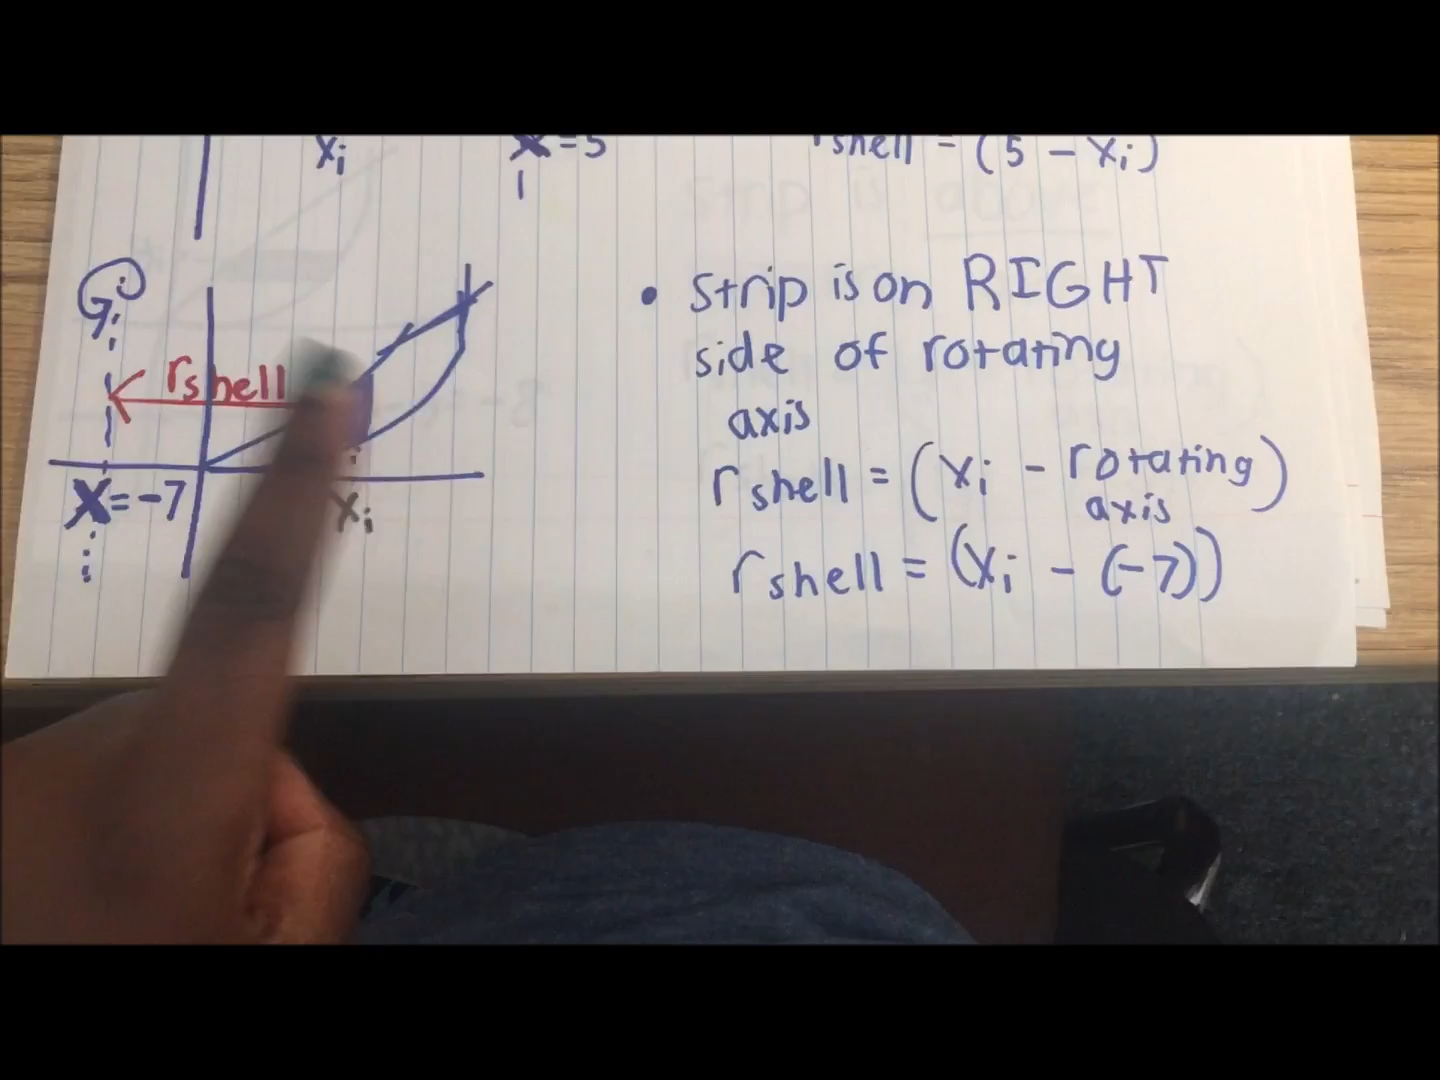 xi
x=5
rshell = (5 - xi)
rshell
x=-7
xi
• strip is on RIGHT
side of rotating
axis
rshell = (xi - rotating
axis)
rshell = (xi - (-7))